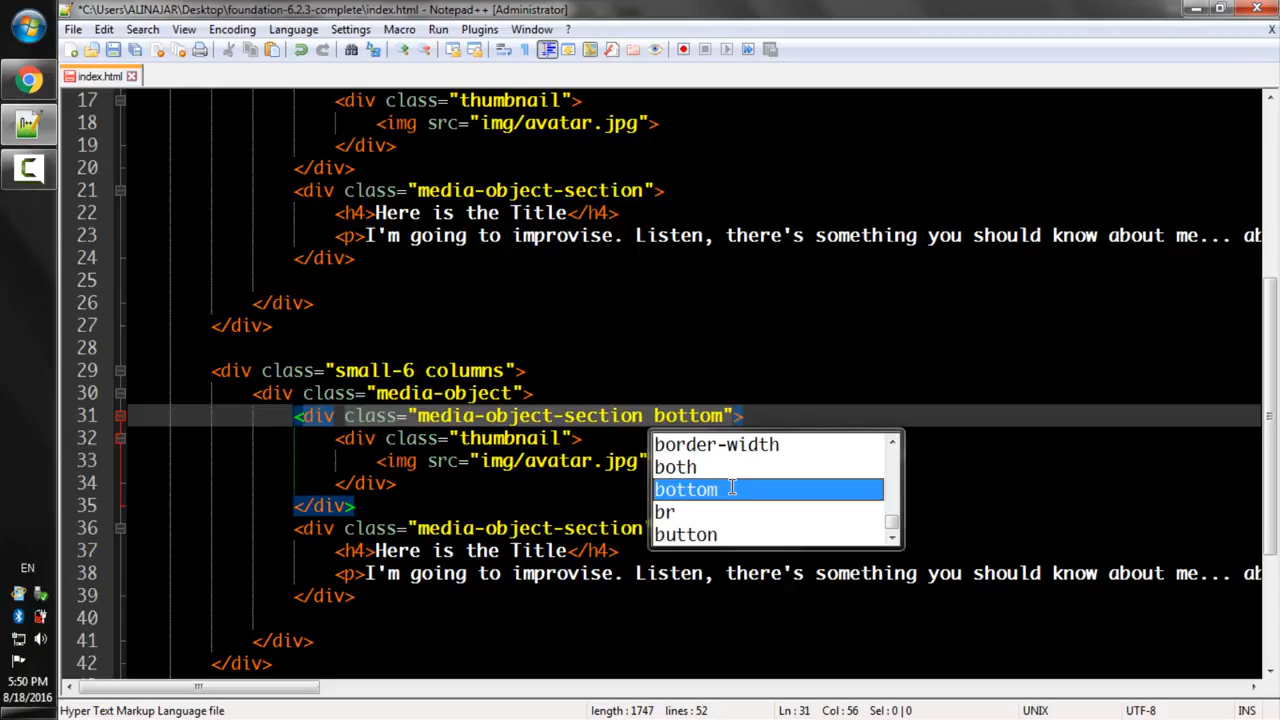 *C:\Users\ALINAJAR\Desktop\foundation-6.2.3-complete\index.html - Notepad++ [Administrator]
File Edit Search View Encoding Language Settings Macro Run Plugins Window ? X
index.html
17 <div class="thumbnail">
18 <img src="img/avatar.jpg">
19 </div>
20 </div>
21 <div class="media-object-section">
22 <h4>Here is the Title</h4>
23 <p>I'm going to improvise. Listen, there's something you should know about me... ab
24 </div>
25
26 </div>
27 </div>
28
29 <div class="small-6 columns">
30 <div class="media-object">
31 <div class="media-object-section bottom">
32 <div class="thumbnail">
33 <img src="img/avatar.jpg"
34 </div>
35 </div>
36 <div class="media-object-section"
37 <h4>Here is the Title</h4>
38 <p>I'm going to improvise. Listen, there's something you should know about me... ab
39 </div>
40
41 </div>
42 </div>
border-width
both
bottom
br
button
EN
5:50 PM
8/18/2016
Hyper Text Markup Language file length : 1747 lines : 52 Ln : 31 Col : 56 Sel : 0 | 0 UNIX UTF-8 INS